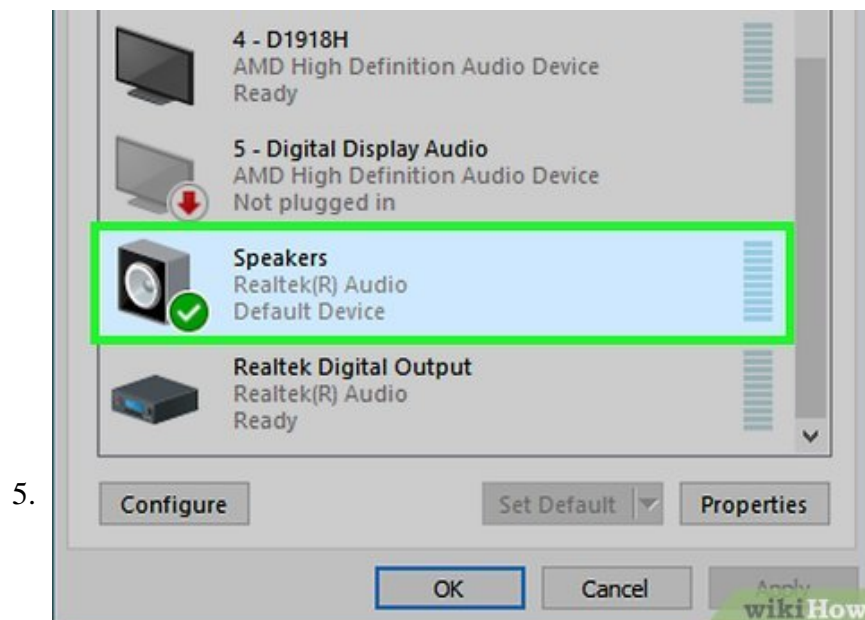 4 - D1918H
AMD High Definition Audio Device
Ready
5 - Digital Display Audio
AMD High Definition Audio Device
Not plugged in
Speakers
Realtek(R) Audio
Default Device
Realtek Digital Output
Realtek(R) Audio
Ready
5.
Configure Set Default Properties
OK Cancel Apply
wikiHow